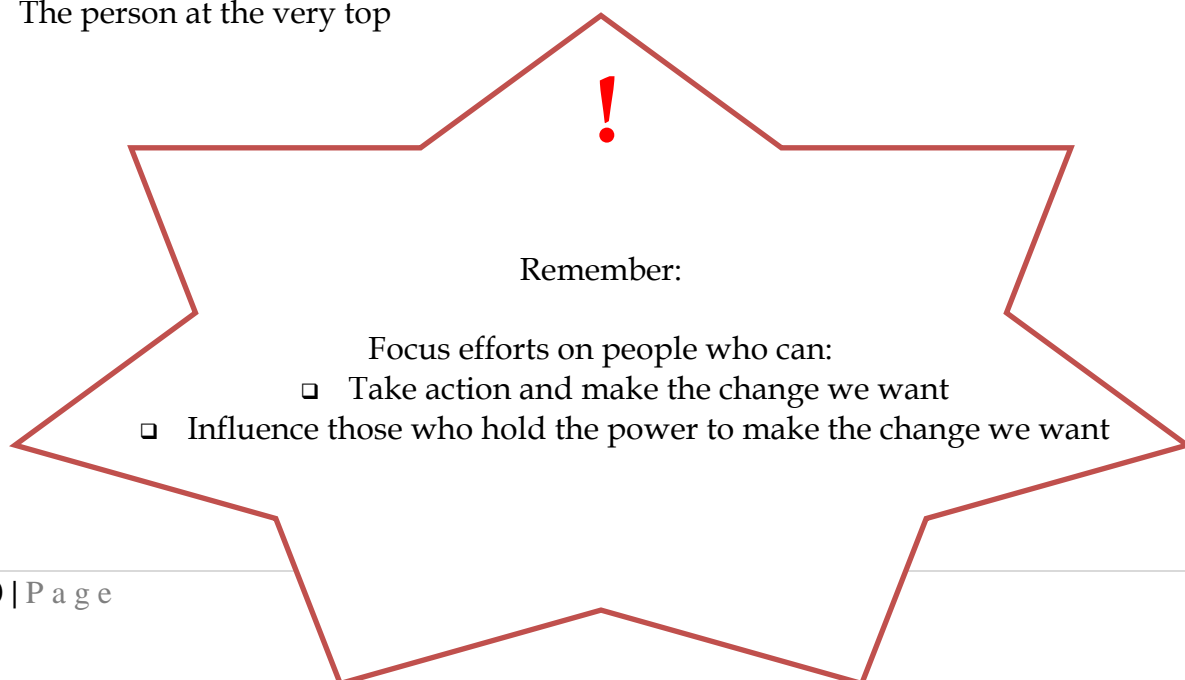 The person at the very top
!
Remember:
Focus efforts on people who can:
❑ Take action and make the change we want
❑ Influence those who hold the power to make the change we want
| P a g e